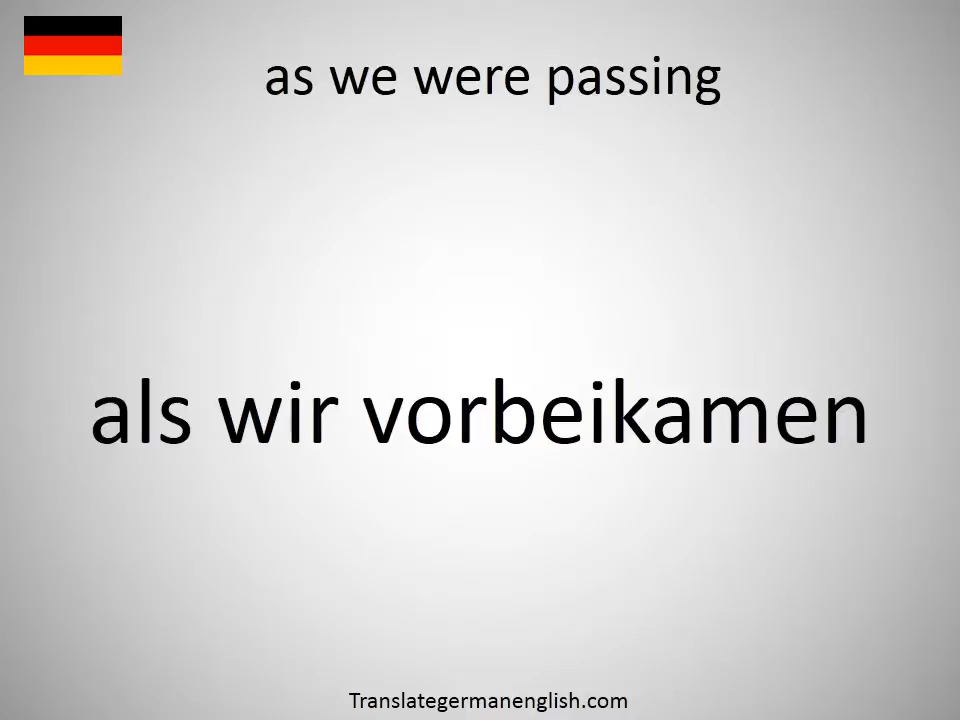 as we were passing
als wir vorbeikamen
Translategermanenglish.com